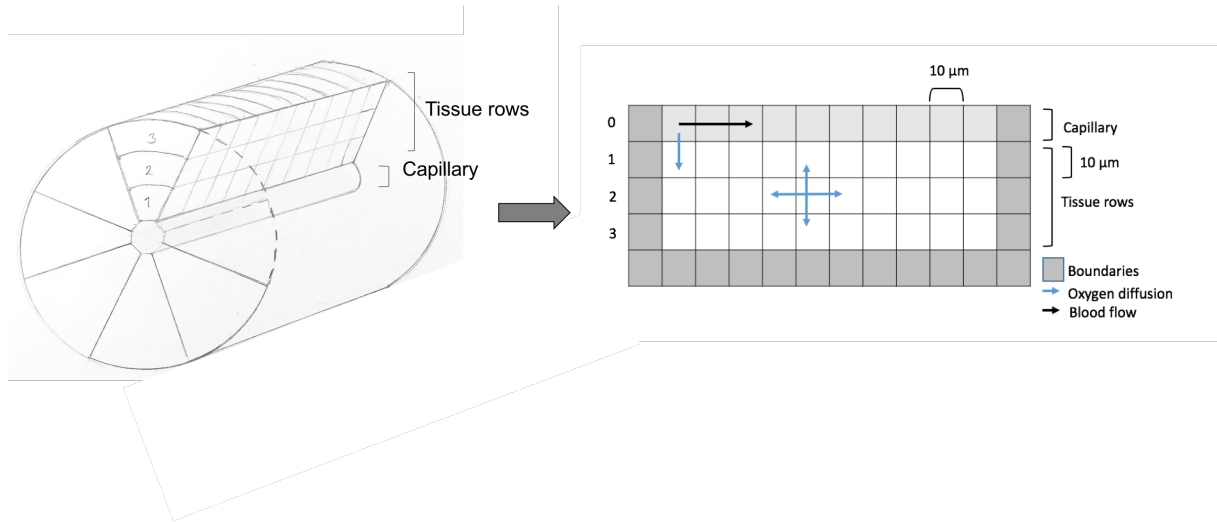 3
2
1
Tissue rows
Capillary
10 µm
0
1
2
3
Capillary
10 µm
Tissue rows
Boundaries
Oxygen diffusion
Blood flow